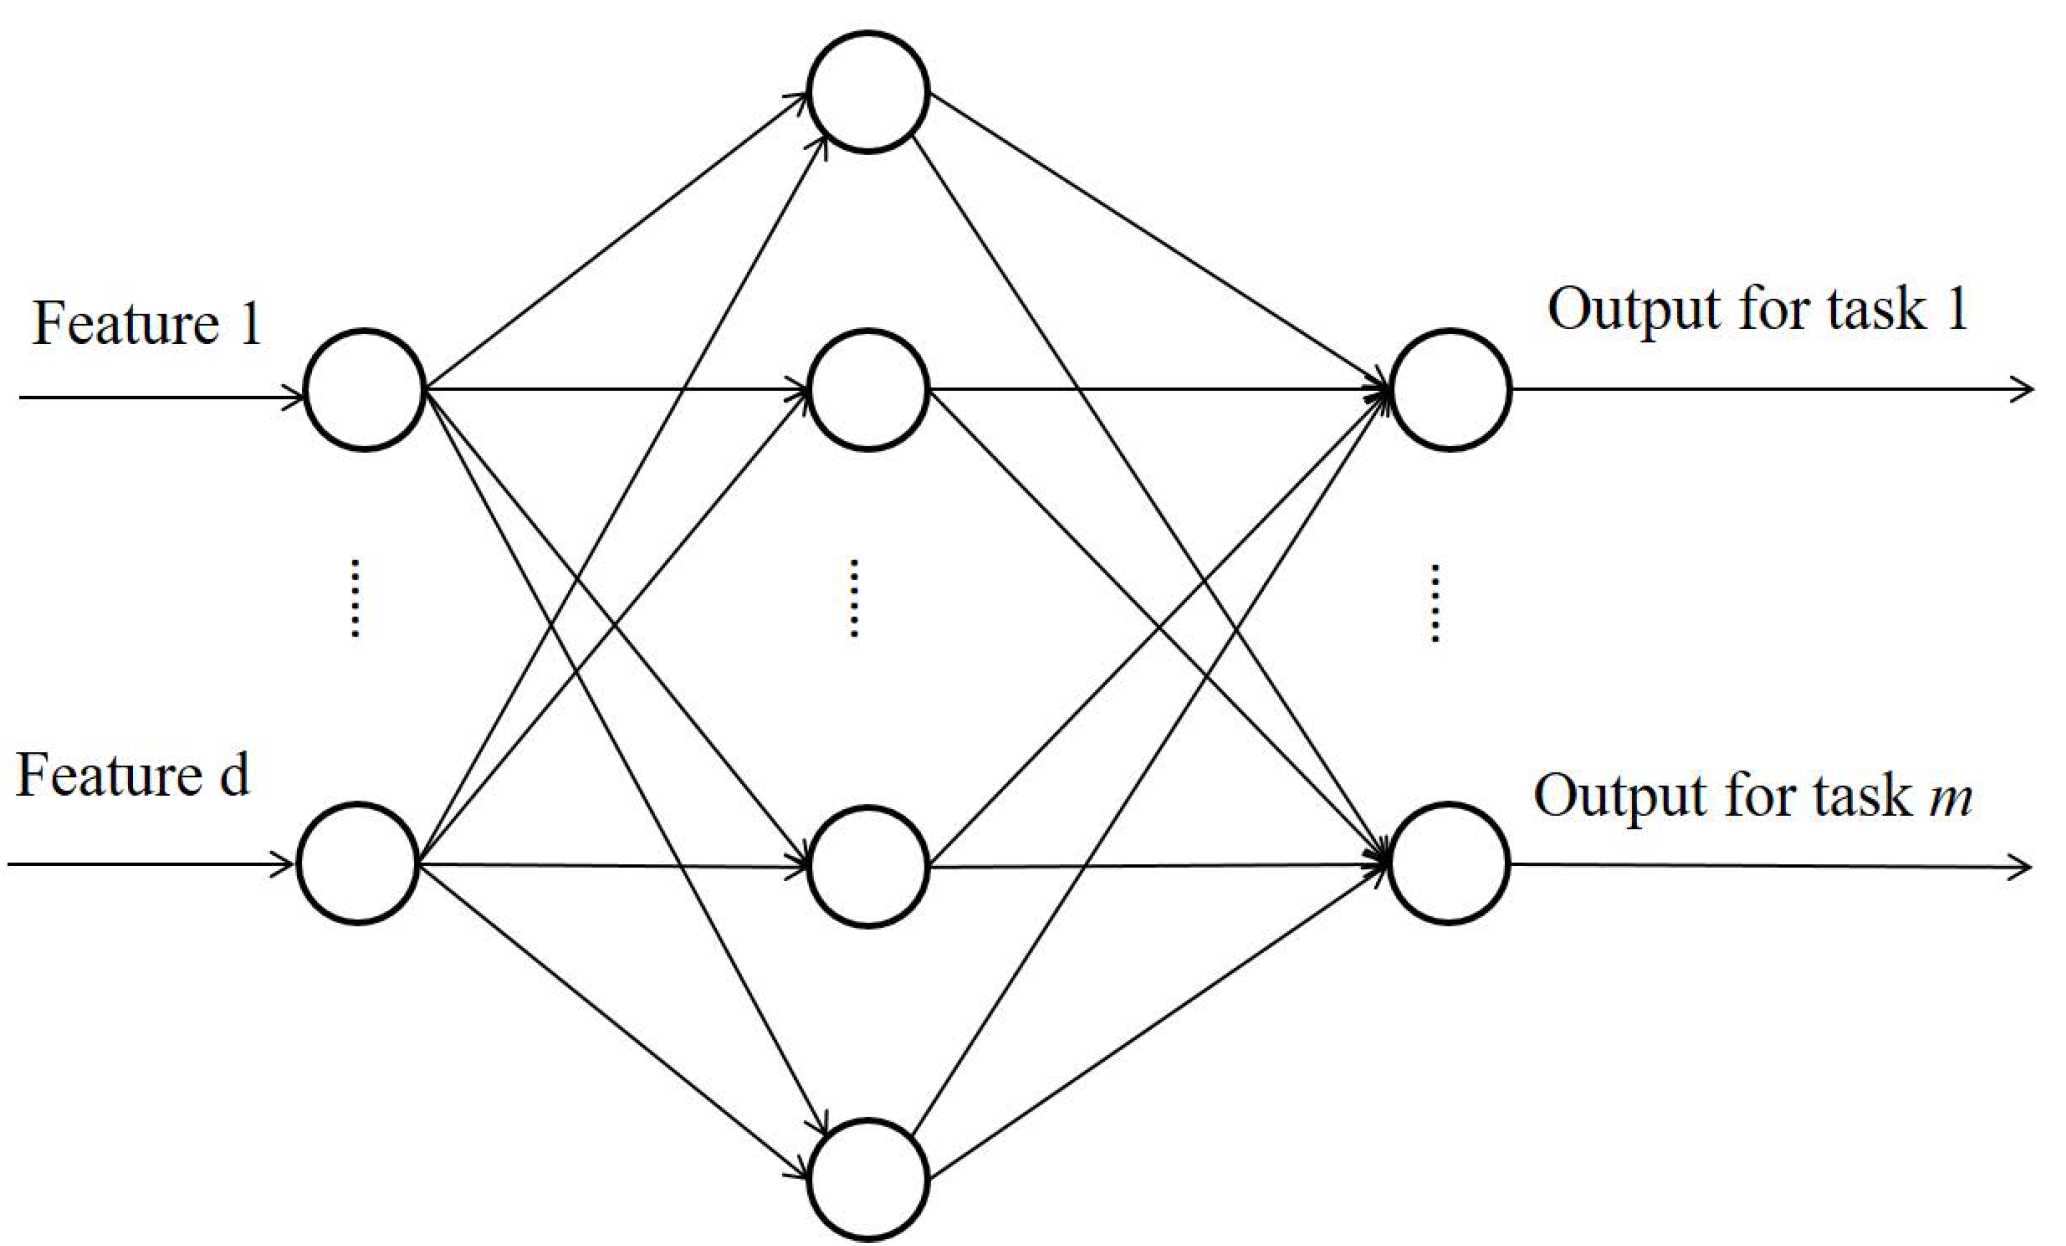 Feature 1
Output for task 1
Feature d
Output for task m